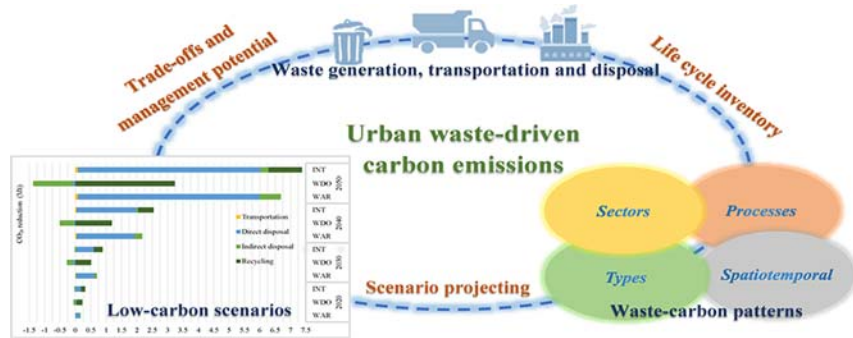 Trade-offs and
management potential
Waste generation, transportation and disposal
Life cycle inventory
Urban waste-driven
carbon emissions
CO₂ reduction (Mt)
INT
WDO
WAR
2050
INT
WDO
WAR
2040
INT
WDO
WAR
2030
INT
WDO
WAR
2020
Transportation
Direct disposal
Indirect disposal
Recycling
Low-carbon scenarios
-1.5 -0.5 0 0.5 1 1.5 2 2.5 3 3.5 4 4.5 5 5.5 6 6.5 7 7.5
Scenario projecting
Sectors
Processes
Types
Spatiotemporal
Waste-carbon patterns